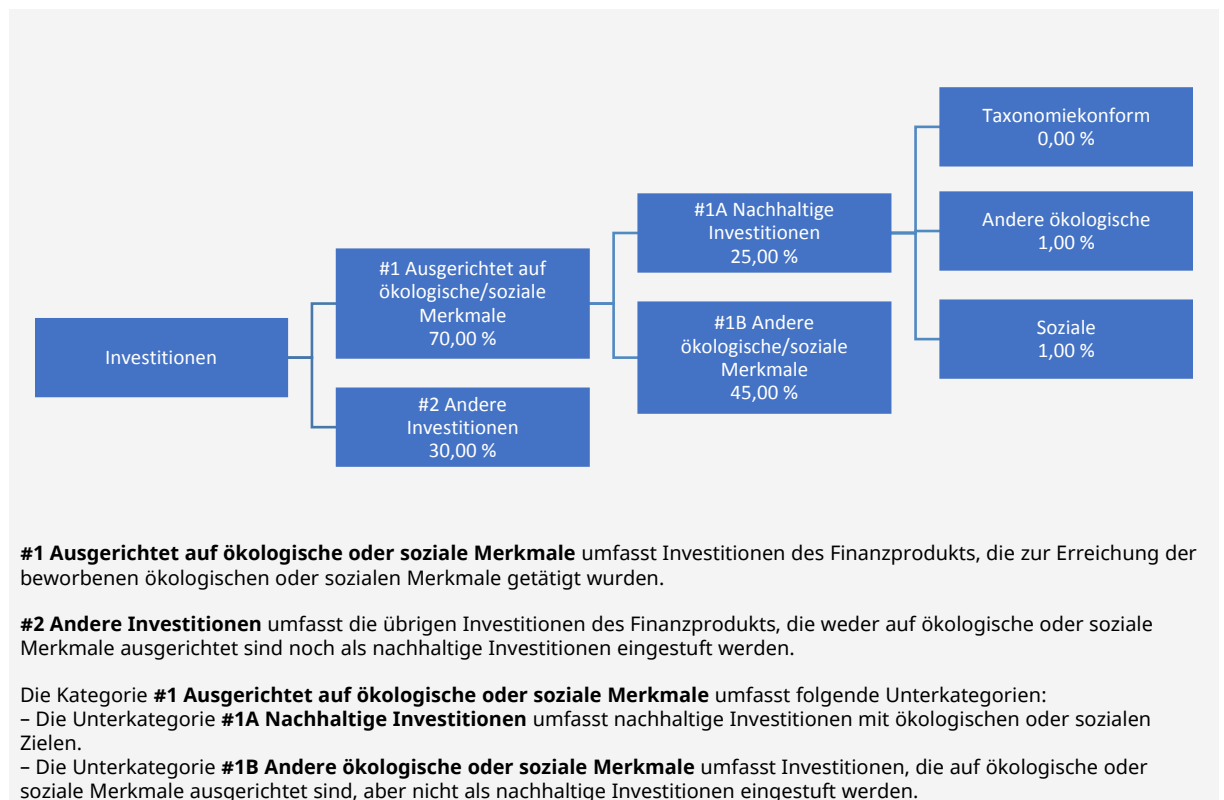 Investitionen
#1 Ausgerichtet auf
ökologische/soziale
Merkmale
70,00 %
#2 Andere
Investitionen
30,00 %
#1A Nachhaltige
Investitionen
25,00 %
#1B Andere
ökologische/soziale
Merkmale
45,00 %
Taxonomiekonform
0,00 %
Andere ökologische
1,00 %
Soziale
1,00 %
#1 Ausgerichtet auf ökologische oder soziale Merkmale umfasst Investitionen des Finanzprodukts, die zur Erreichung der
beworbenen ökologischen oder sozialen Merkmale getätigt wurden.
#2 Andere Investitionen umfasst die übrigen Investitionen des Finanzprodukts, die weder auf ökologische oder soziale
Merkmale ausgerichtet sind noch als nachhaltige Investitionen eingestuft werden.
Die Kategorie #1 Ausgerichtet auf ökologische oder soziale Merkmale umfasst folgende Unterkategorien:
– Die Unterkategorie #1A Nachhaltige Investitionen umfasst nachhaltige Investitionen mit ökologischen oder sozialen
Zielen.
– Die Unterkategorie #1B Andere ökologische oder soziale Merkmale umfasst Investitionen, die auf ökologische oder
soziale Merkmale ausgerichtet sind, aber nicht als nachhaltige Investitionen eingestuft werden.